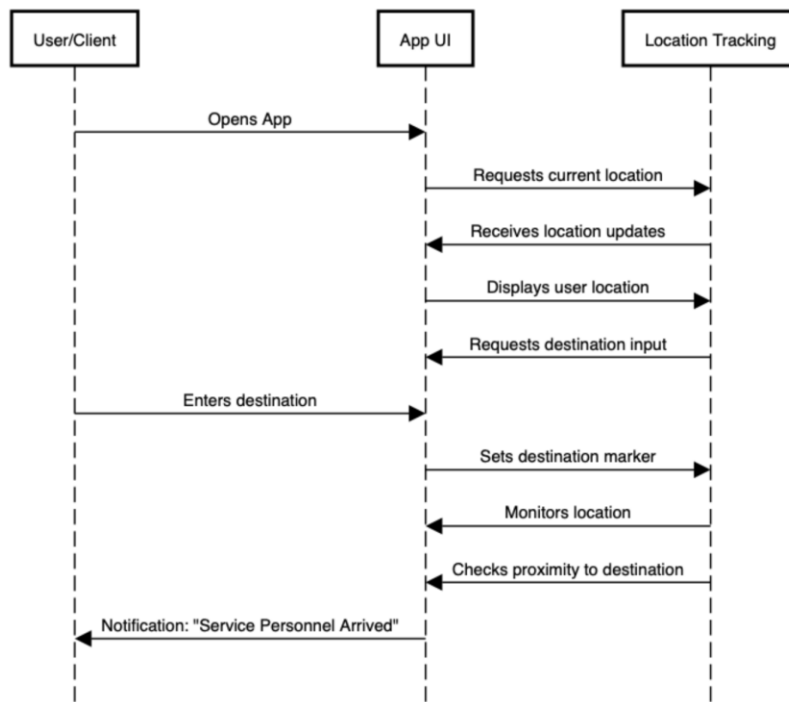 User/Client
App UI
Location Tracking
Opens App
Requests current location
Receives location updates
Displays user location
Requests destination input
Enters destination
Sets destination marker
Monitors location
Checks proximity to destination
Notification: "Service Personnel Arrived"